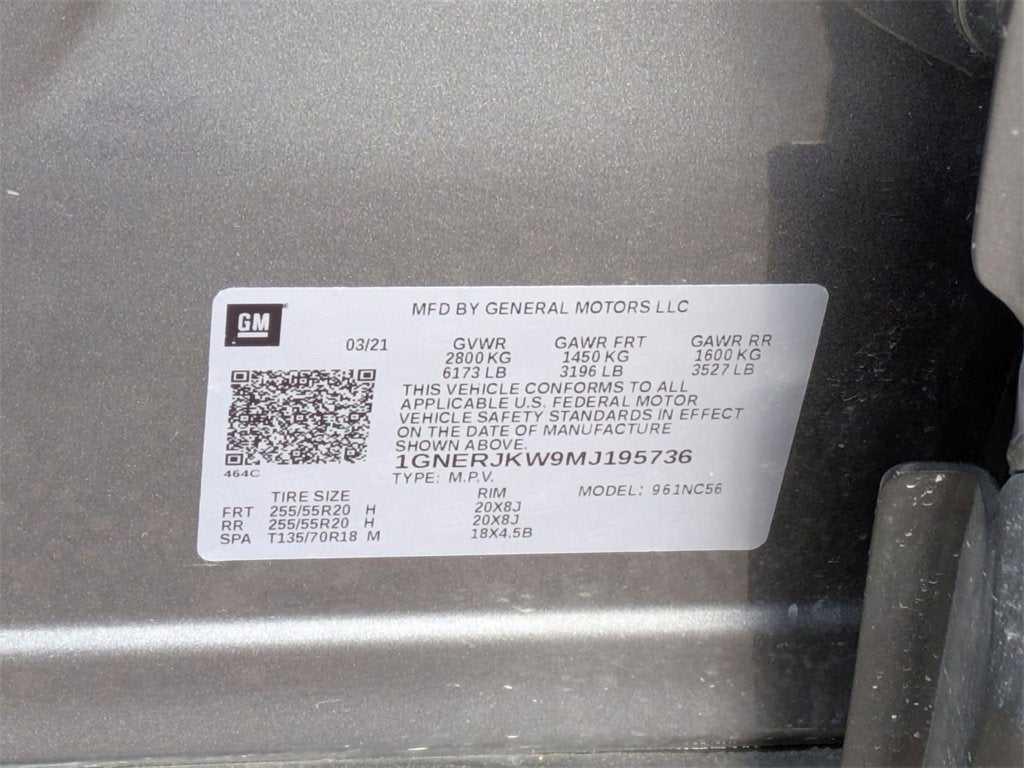 GM
MFD BY GENERAL MOTORS LLC
03/21 GVWR GAWR FRT GAWR RR
2800 KG 1450 KG 1600 KG
6173 LB 3196 LB 3527 LB
THIS VEHICLE CONFORMS TO ALL
APPLICABLE U.S. FEDERAL MOTOR
VEHICLE SAFETY STANDARDS IN EFFECT
ON THE DATE OF MANUFACTURE
SHOWN ABOVE.
1GNERJKW9MJ195736
464C
TYPE: M.P.V. MODEL: 961NC56
TIRE SIZE RIM
FRT 255/55R20 H 20X8J
RR 255/55R20 H 20X8J
SPA T135/70R18 M 18X4.5B